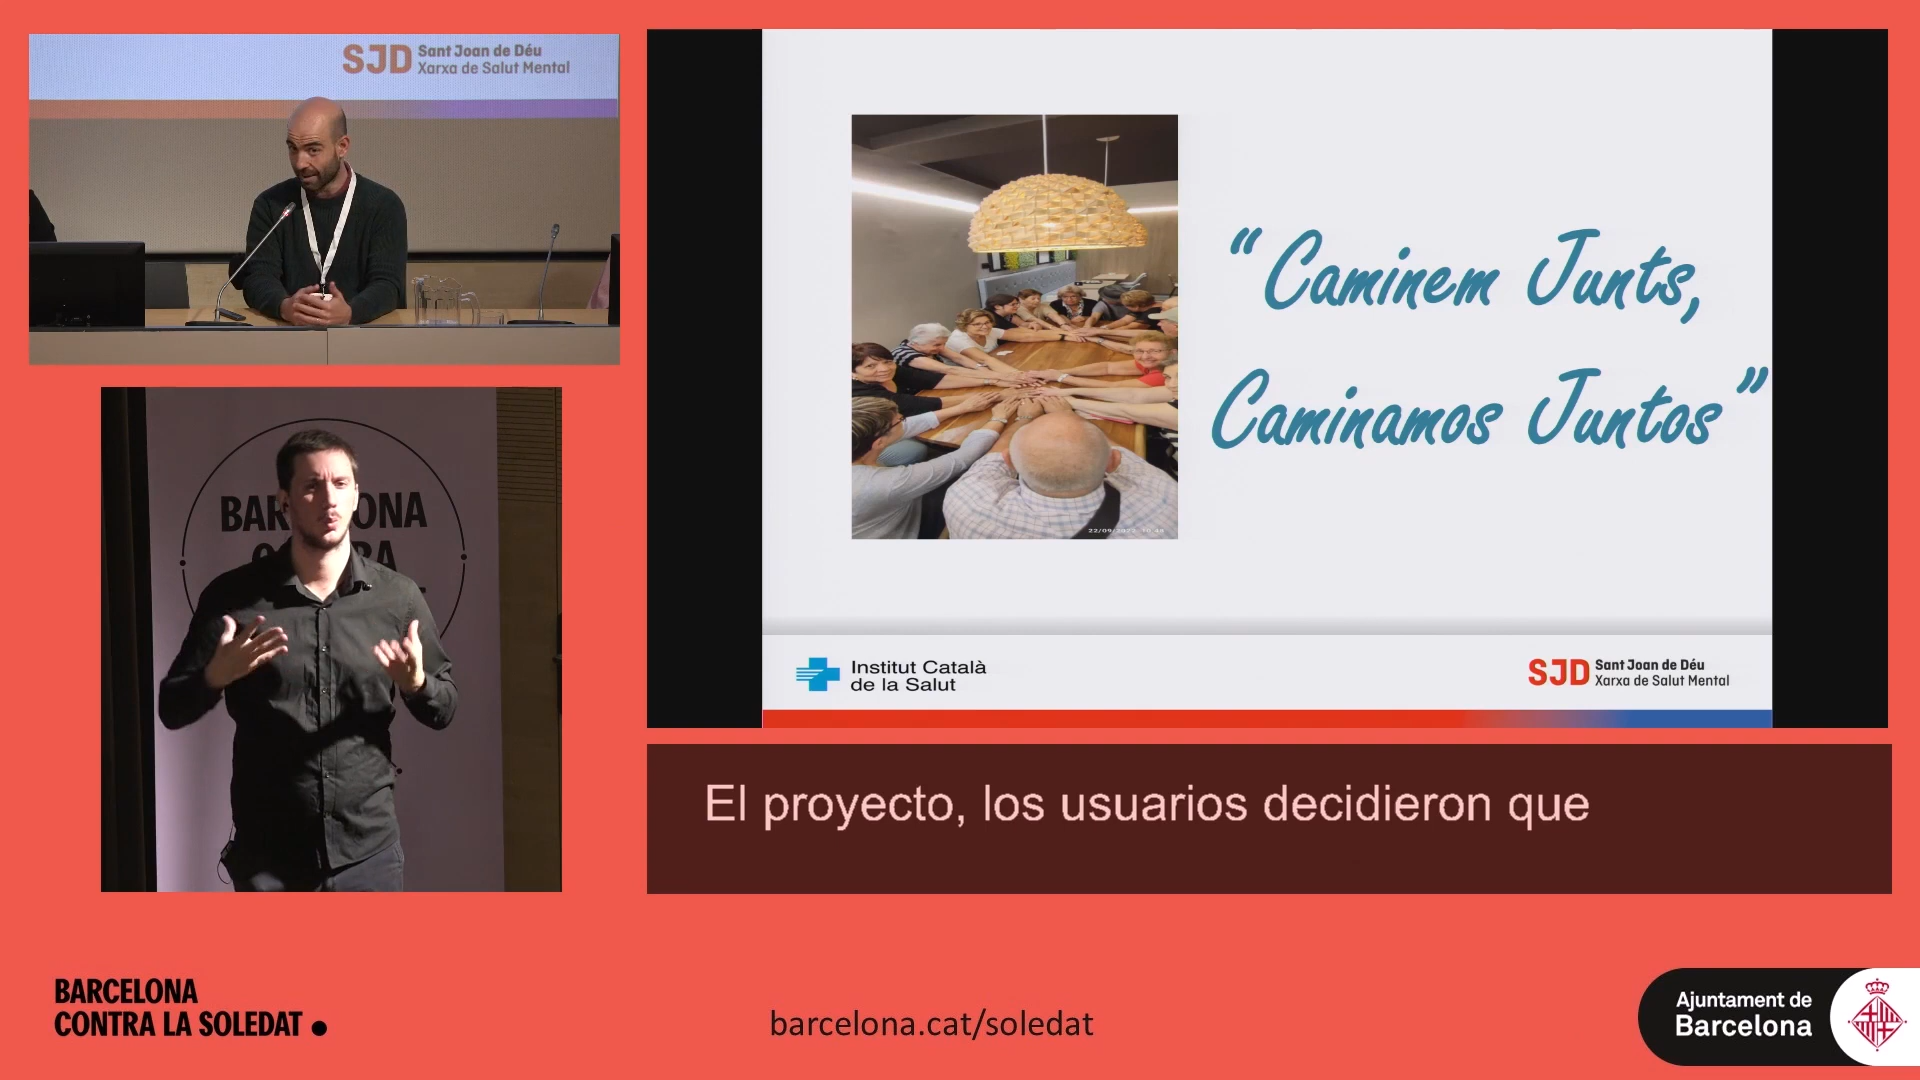 SJD Sant Joan de Déu
Xarxa de Salut Mental
“Caminem Junts,
Caminamos Juntos”
Institut Català
de la Salut
SJD Sant Joan de Déu
Xarxa de Salut Mental
El proyecto, los usuarios decidieron que
BARCELONA
CONTRA LA SOLEDAT
barcelona.cat/soledat
Ajuntament de
Barcelona